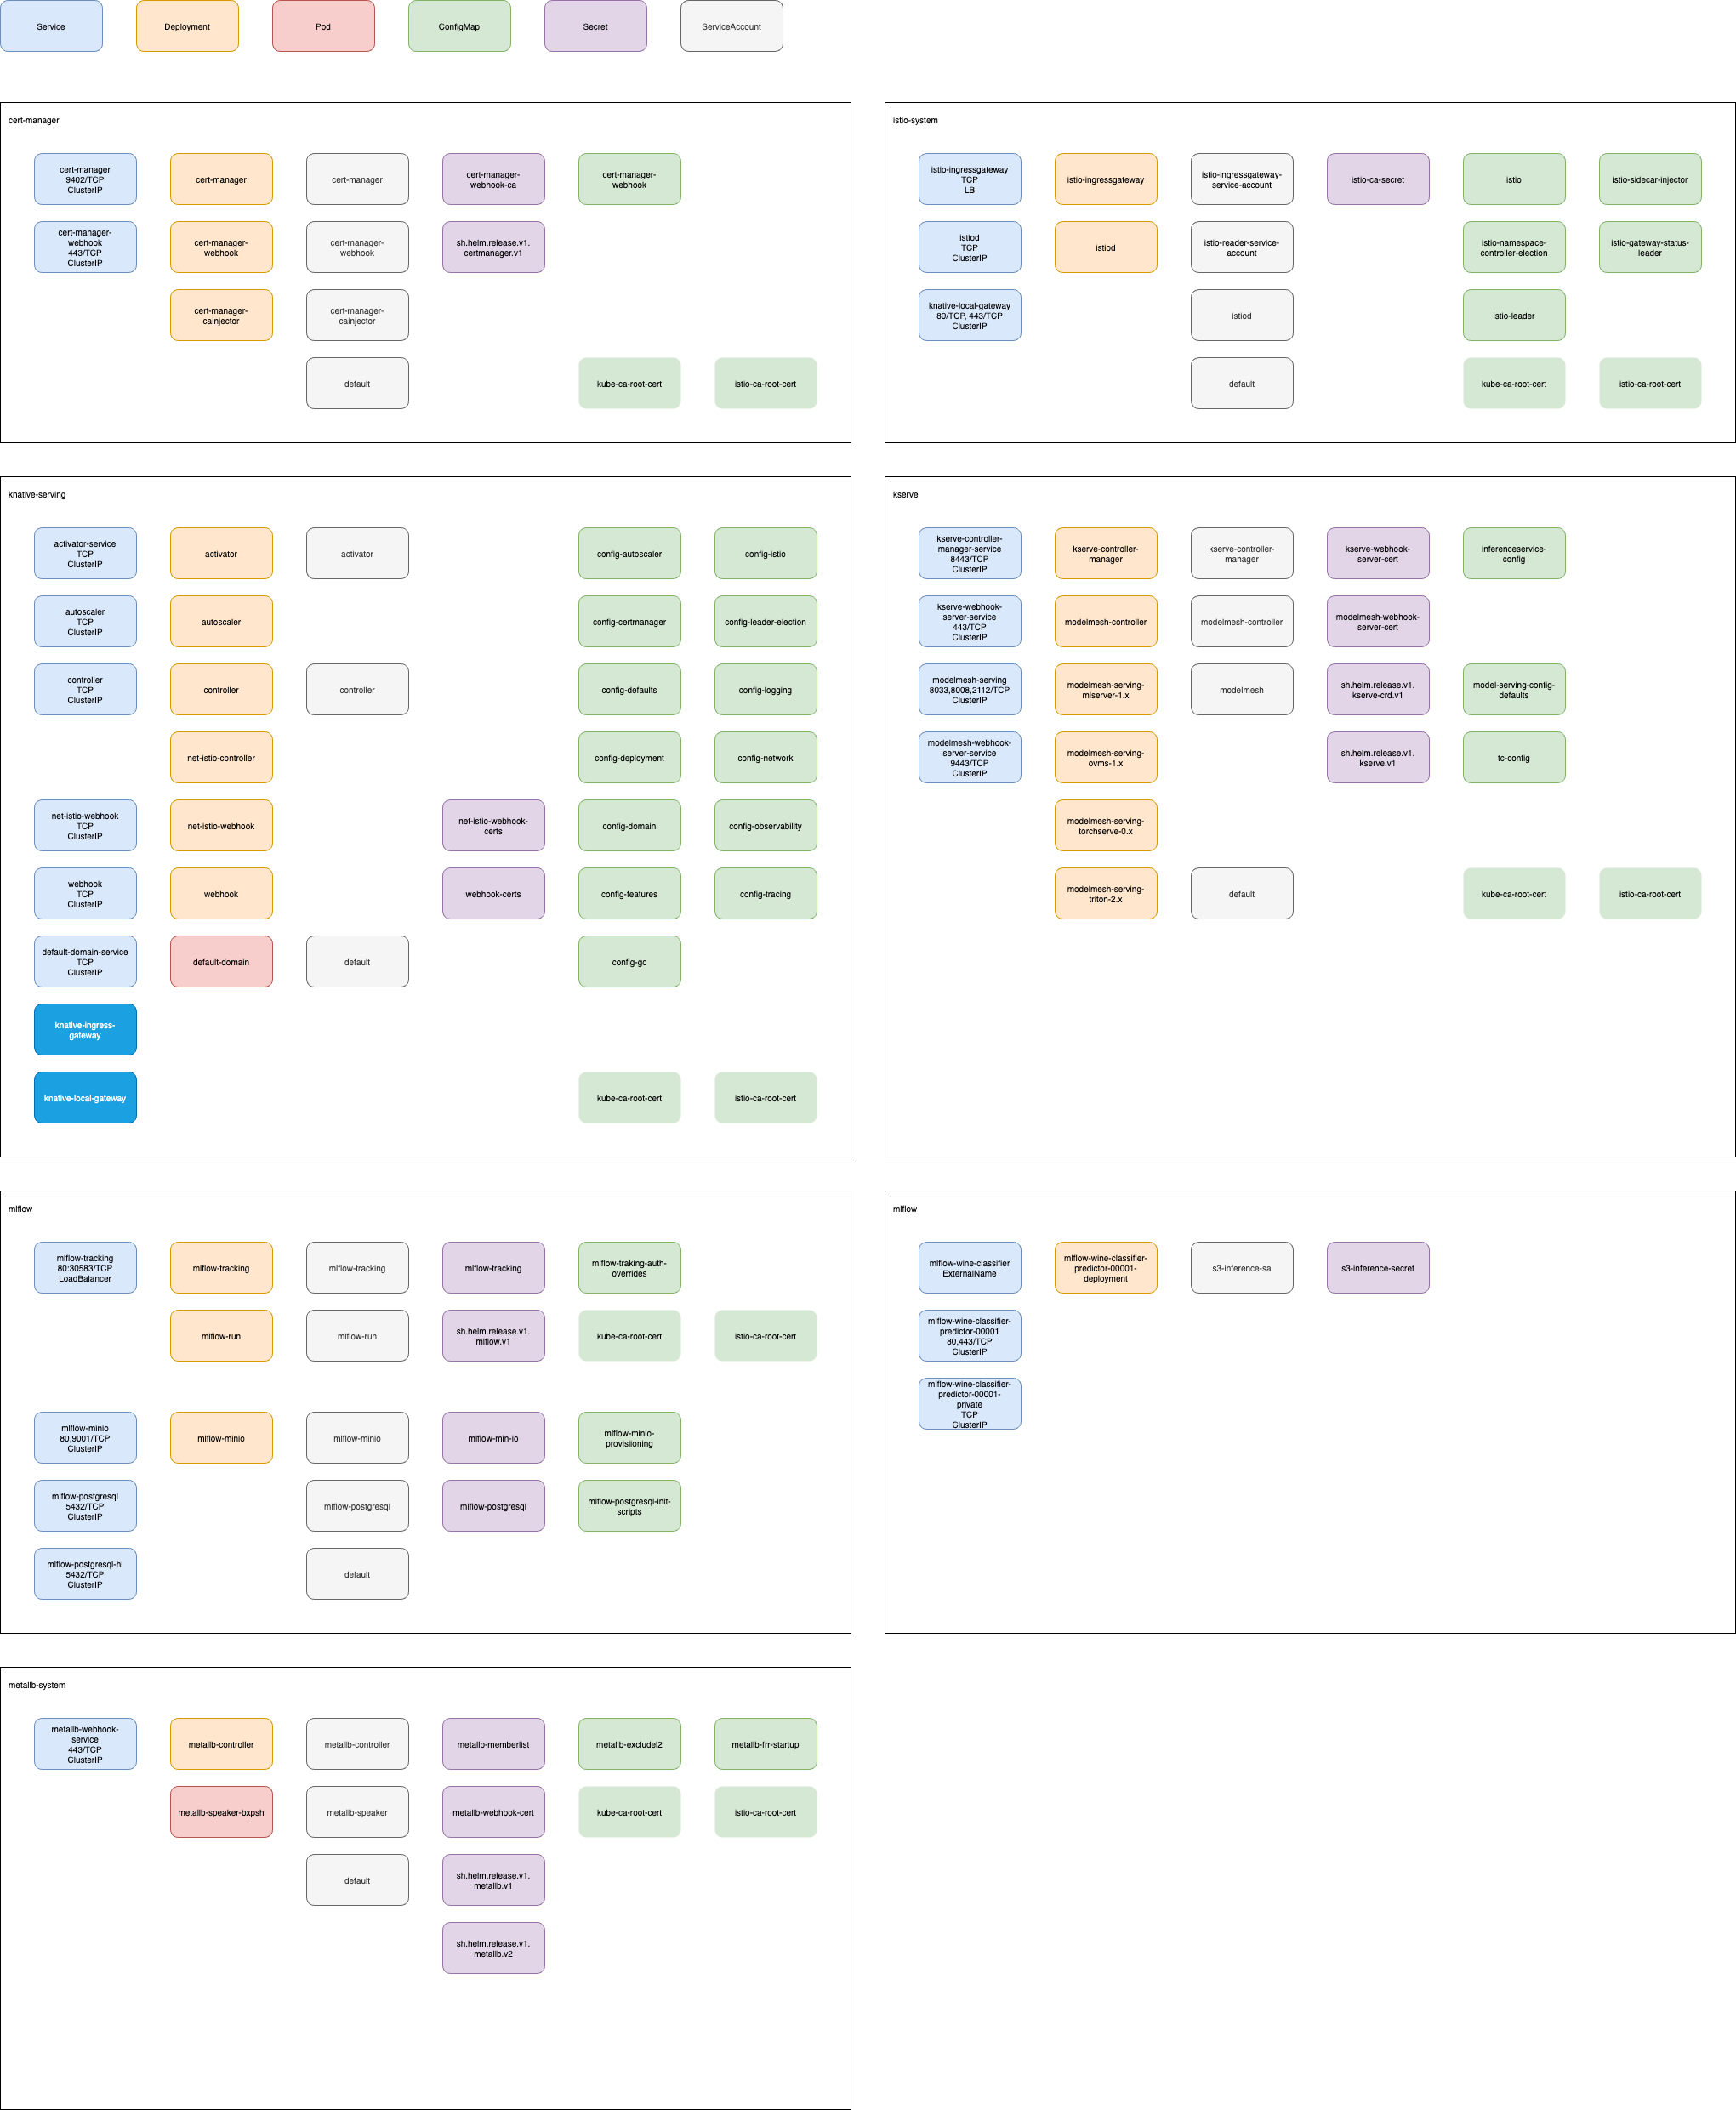 Service
Deployment
Pod
ConfigMap
Secret
ServiceAccount
cert-manager
cert-manager
9402/TCP
ClusterIP
cert-manager
cert-manager
cert-manager-
webhook-ca
cert-manager-
webhook
cert-manager-
webhook
443/TCP
ClusterIP
cert-manager-
webhook
cert-manager-
webhook
sh.helm.release.v1.
certmanager.v1
cert-manager-
cainjector
cert-manager-
cainjector
default
kube-ca-root-cert
istio-ca-root-cert
istio-system
istio-ingressgateway
TCP
LB
istio-ingressgateway
istio-ingressgateway-
service-account
istio-ca-secret
istio
istio-sidecar-injector
istiod
TCP
ClusterIP
istiod
istio-reader-service-
account
istio-namespace-
controller-election
istio-gateway-status-
leader
knative-local-gateway
80/TCP, 443/TCP
ClusterIP
istiod
istio-leader
default
kube-ca-root-cert
istio-ca-root-cert
knative-serving
activator-service
TCP
ClusterIP
activator
activator
config-autoscaler
config-istio
autoscaler
TCP
ClusterIP
autoscaler
config-certmanager
config-leader-election
controller
TCP
ClusterIP
controller
controller
config-defaults
config-logging
net-istio-controller
config-deployment
config-network
net-istio-webhook
TCP
ClusterIP
net-istio-webhook
net-istio-webhook-
certs
config-domain
config-observability
webhook
TCP
ClusterIP
webhook
webhook-certs
config-features
config-tracing
default-domain-service
TCP
ClusterIP
default-domain
default
config-gc
knative-ingress-
gateway
knative-local-gateway
kube-ca-root-cert
istio-ca-root-cert
kserve
kserve-controller-
manager-service
8443/TCP
ClusterIP
kserve-controller-
manager
kserve-controller-
manager
kserve-webhook-
server-cert
inferenceservice-
config
kserve-webhook-
server-service
443/TCP
ClusterIP
modelmesh-controller
modelmesh-controller
modelmesh-webhook-
server-cert
modelmesh-serving
8033,8008,2112/TCP
ClusterIP
modelmesh-serving-
mlserver-1.x
modelmesh
sh.helm.release.v1.
kserve-crd.v1
model-serving-config-
defaults
modelmesh-webhook-
server-service
9443/TCP
ClusterIP
modelmesh-serving-
ovms-1.x
sh.helm.release.v1.
kserve.v1
tc-config
modelmesh-serving-
torchserve-0.x
modelmesh-serving-
triton-2.x
default
kube-ca-root-cert
istio-ca-root-cert
mlflow
mlflow-tracking
80:30583/TCP
LoadBalancer
mlflow-tracking
mlflow-tracking
mlflow-tracking
mlflow-traking-auth-
overrides
mlflow-run
mlflow-run
sh.helm.release.v1.
mlflow.v1
kube-ca-root-cert
istio-ca-root-cert
mlflow-minio
80,9001/TCP
ClusterIP
mlflow-minio
mlflow-minio
mlflow-min-io
mlflow-minio-
provisiioning
mlflow-postgresql
5432/TCP
ClusterIP
mlflow-postgresql
mlflow-postgresql
mlflow-postgresql-init-
scripts
mlflow-postgresql-hl
5432/TCP
ClusterIP
default
mlflow
mlflow-wine-classifier
ExternalName
mlflow-wine-classifier-
predictor-00001-
deployment
s3-inference-sa
s3-inference-secret
mlflow-wine-classifier-
predictor-00001
80,443/TCP
ClusterIP
mlflow-wine-classifier-
predictor-00001-
private
TCP
ClusterIP
metallb-system
metallb-webhook-
service
443/TCP
ClusterIP
metallb-controller
metallb-controller
metallb-memberlist
metallb-excludel2
metallb-frr-startup
metallb-speaker-bxpsh
metallb-speaker
metallb-webhook-cert
kube-ca-root-cert
istio-ca-root-cert
default
sh.helm.release.v1.
metallb.v1
sh.helm.release.v1.
metallb.v2